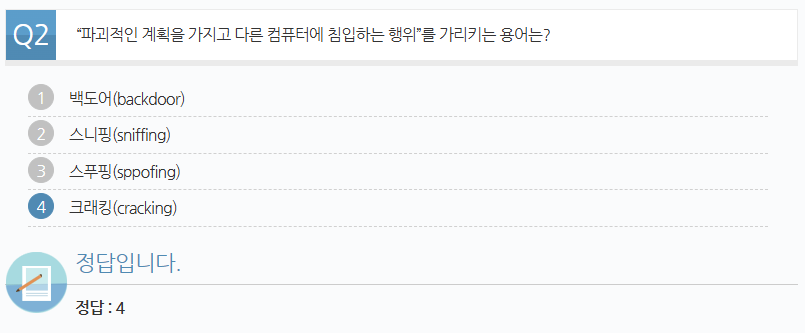 Q2 “파괴적인 계획을 가지고 다른 컴퓨터에 침입하는 행위”를 가리키는 용어는?
1 백도어(backdoor)
2 스니핑(sniffing)
3 스푸핑(sppofing)
4 크래킹(cracking)
정답입니다.
정답 : 4